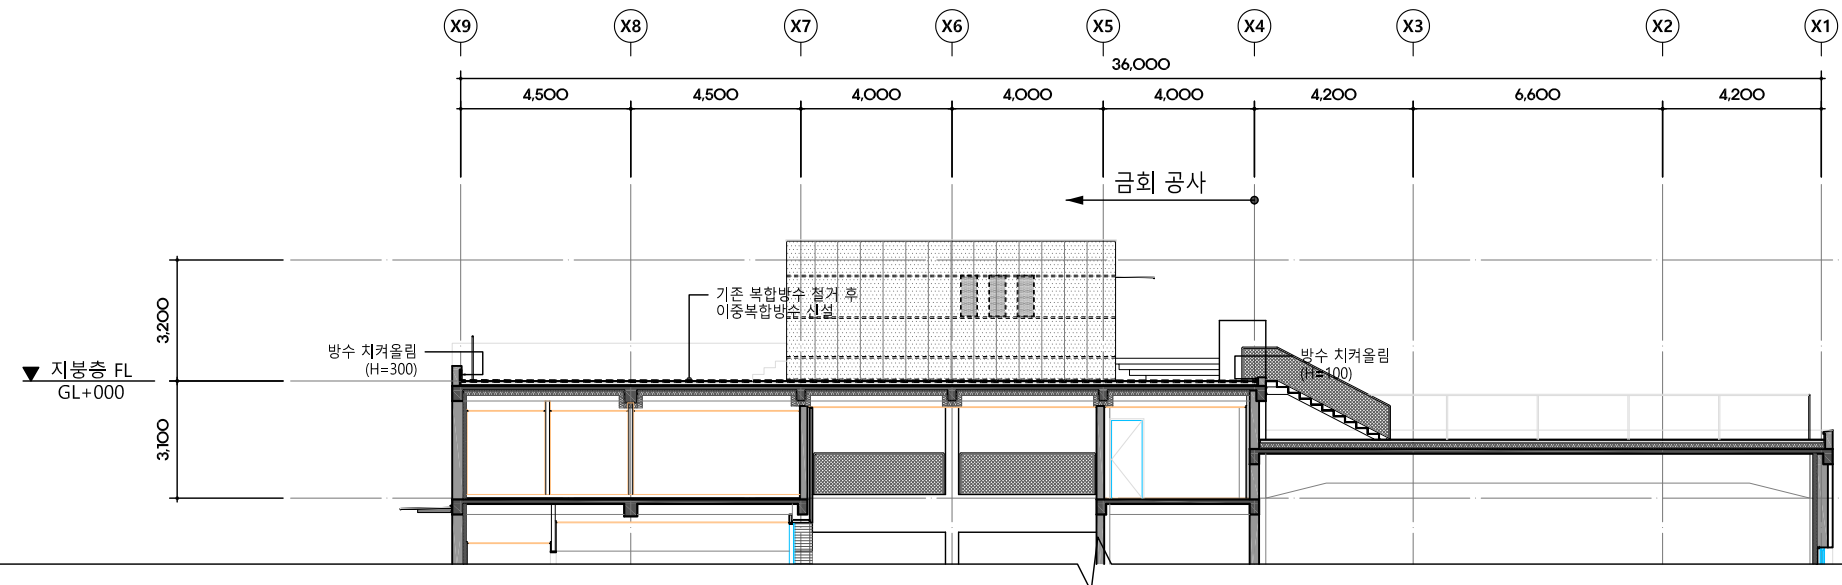 X9 X8 X7 X6 X5 X4 X3 X2 X1
36,000
4,500 4,500 4,000 4,000 4,000 4,200 6,600 4,200
금회 공사
기존 복합방수 철거 후
이중복합방수 신설
3,200
방수 치켜올림
(H=300)
방수 치켜올림
(H=100)
지붕층 FL
GL+000
3,100